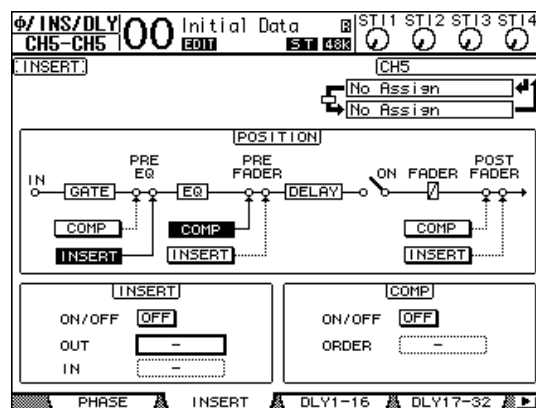 Φ/INS/DLY 00 Initial Data R STI1 STI2 STI3 STI4
CH5-CH5 EDIT ST 48K
INSERT CH5
No Assign
No Assign
POSITION
IN PRE EQ PRE FADER ON FADER POST FADER
GATE EQ DELAY
COMP COMP COMP
INSERT INSERT INSERT
INSERT COMP
ON/OFF OFF ON/OFF OFF
OUT - ORDER -
IN -
PHASE INSERT DLY1-16 DLY17-32